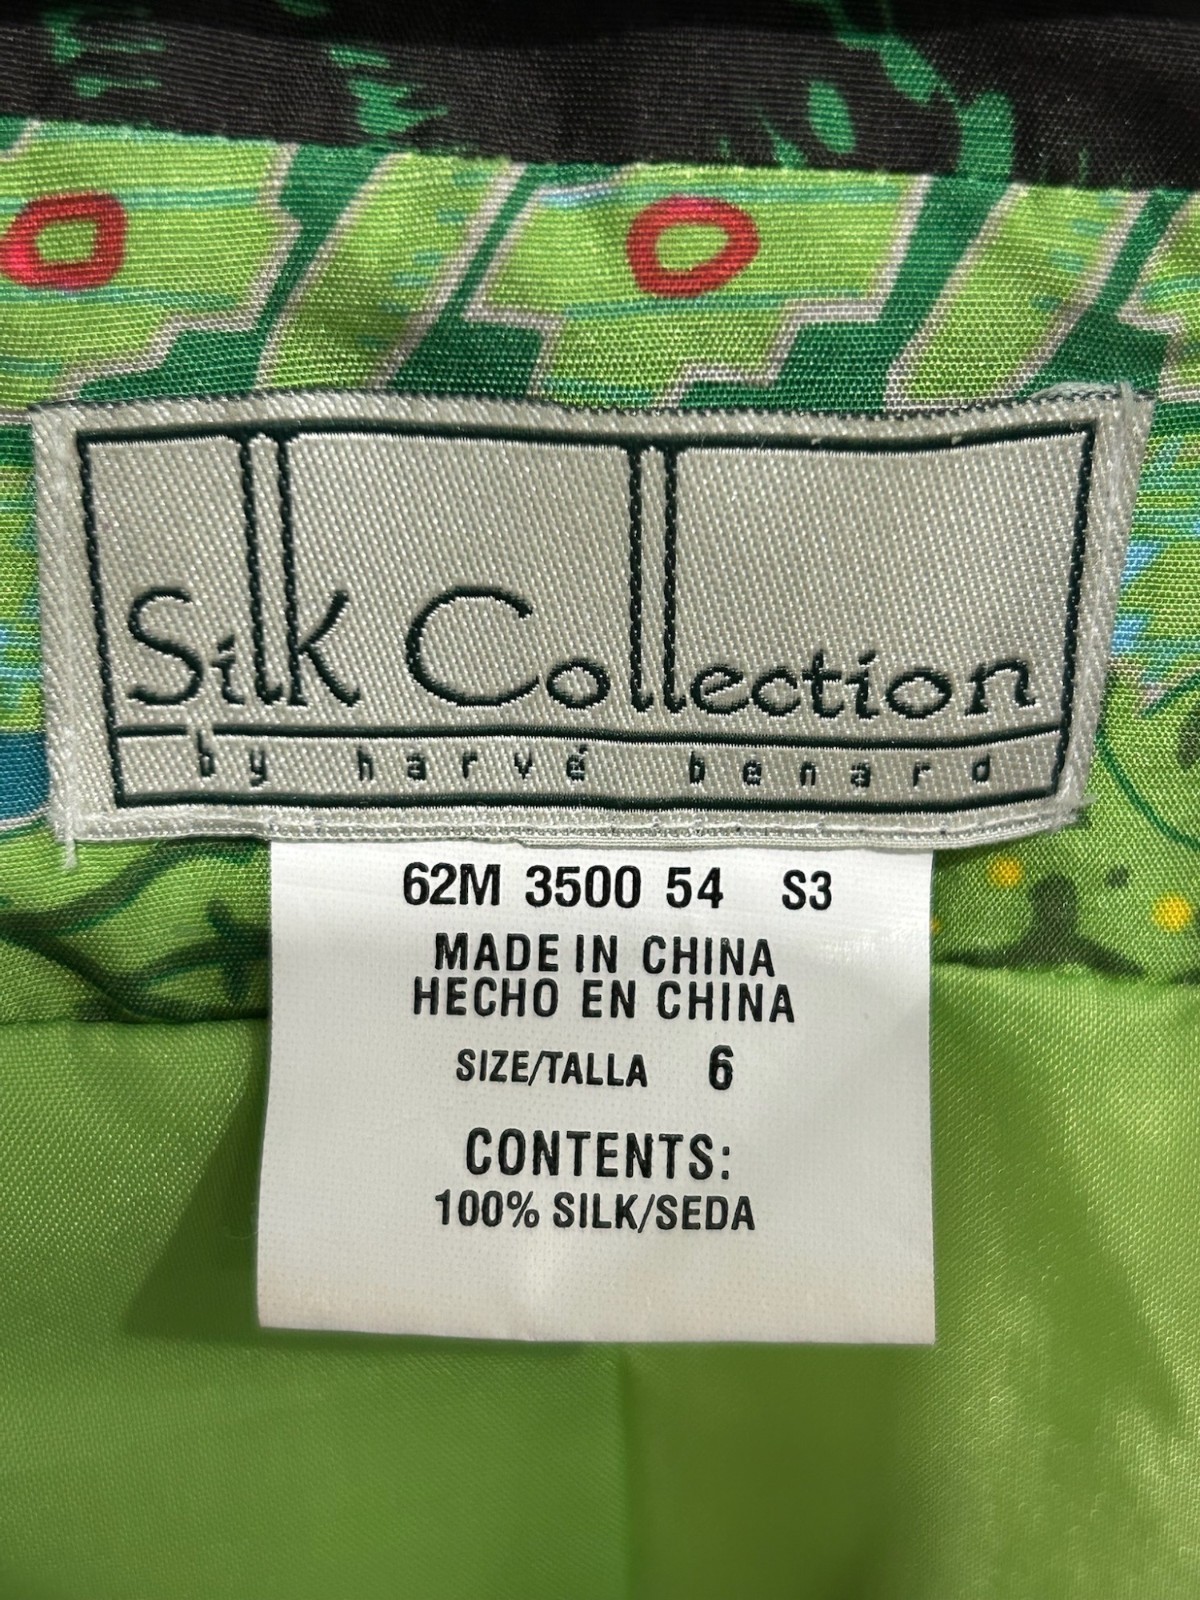 Silk Collection
by harvé benard
62M 3500 54 S3
MADE IN CHINA
HECHO EN CHINA
SIZE/TALLA 6
CONTENTS:
100% SILK/SEDA